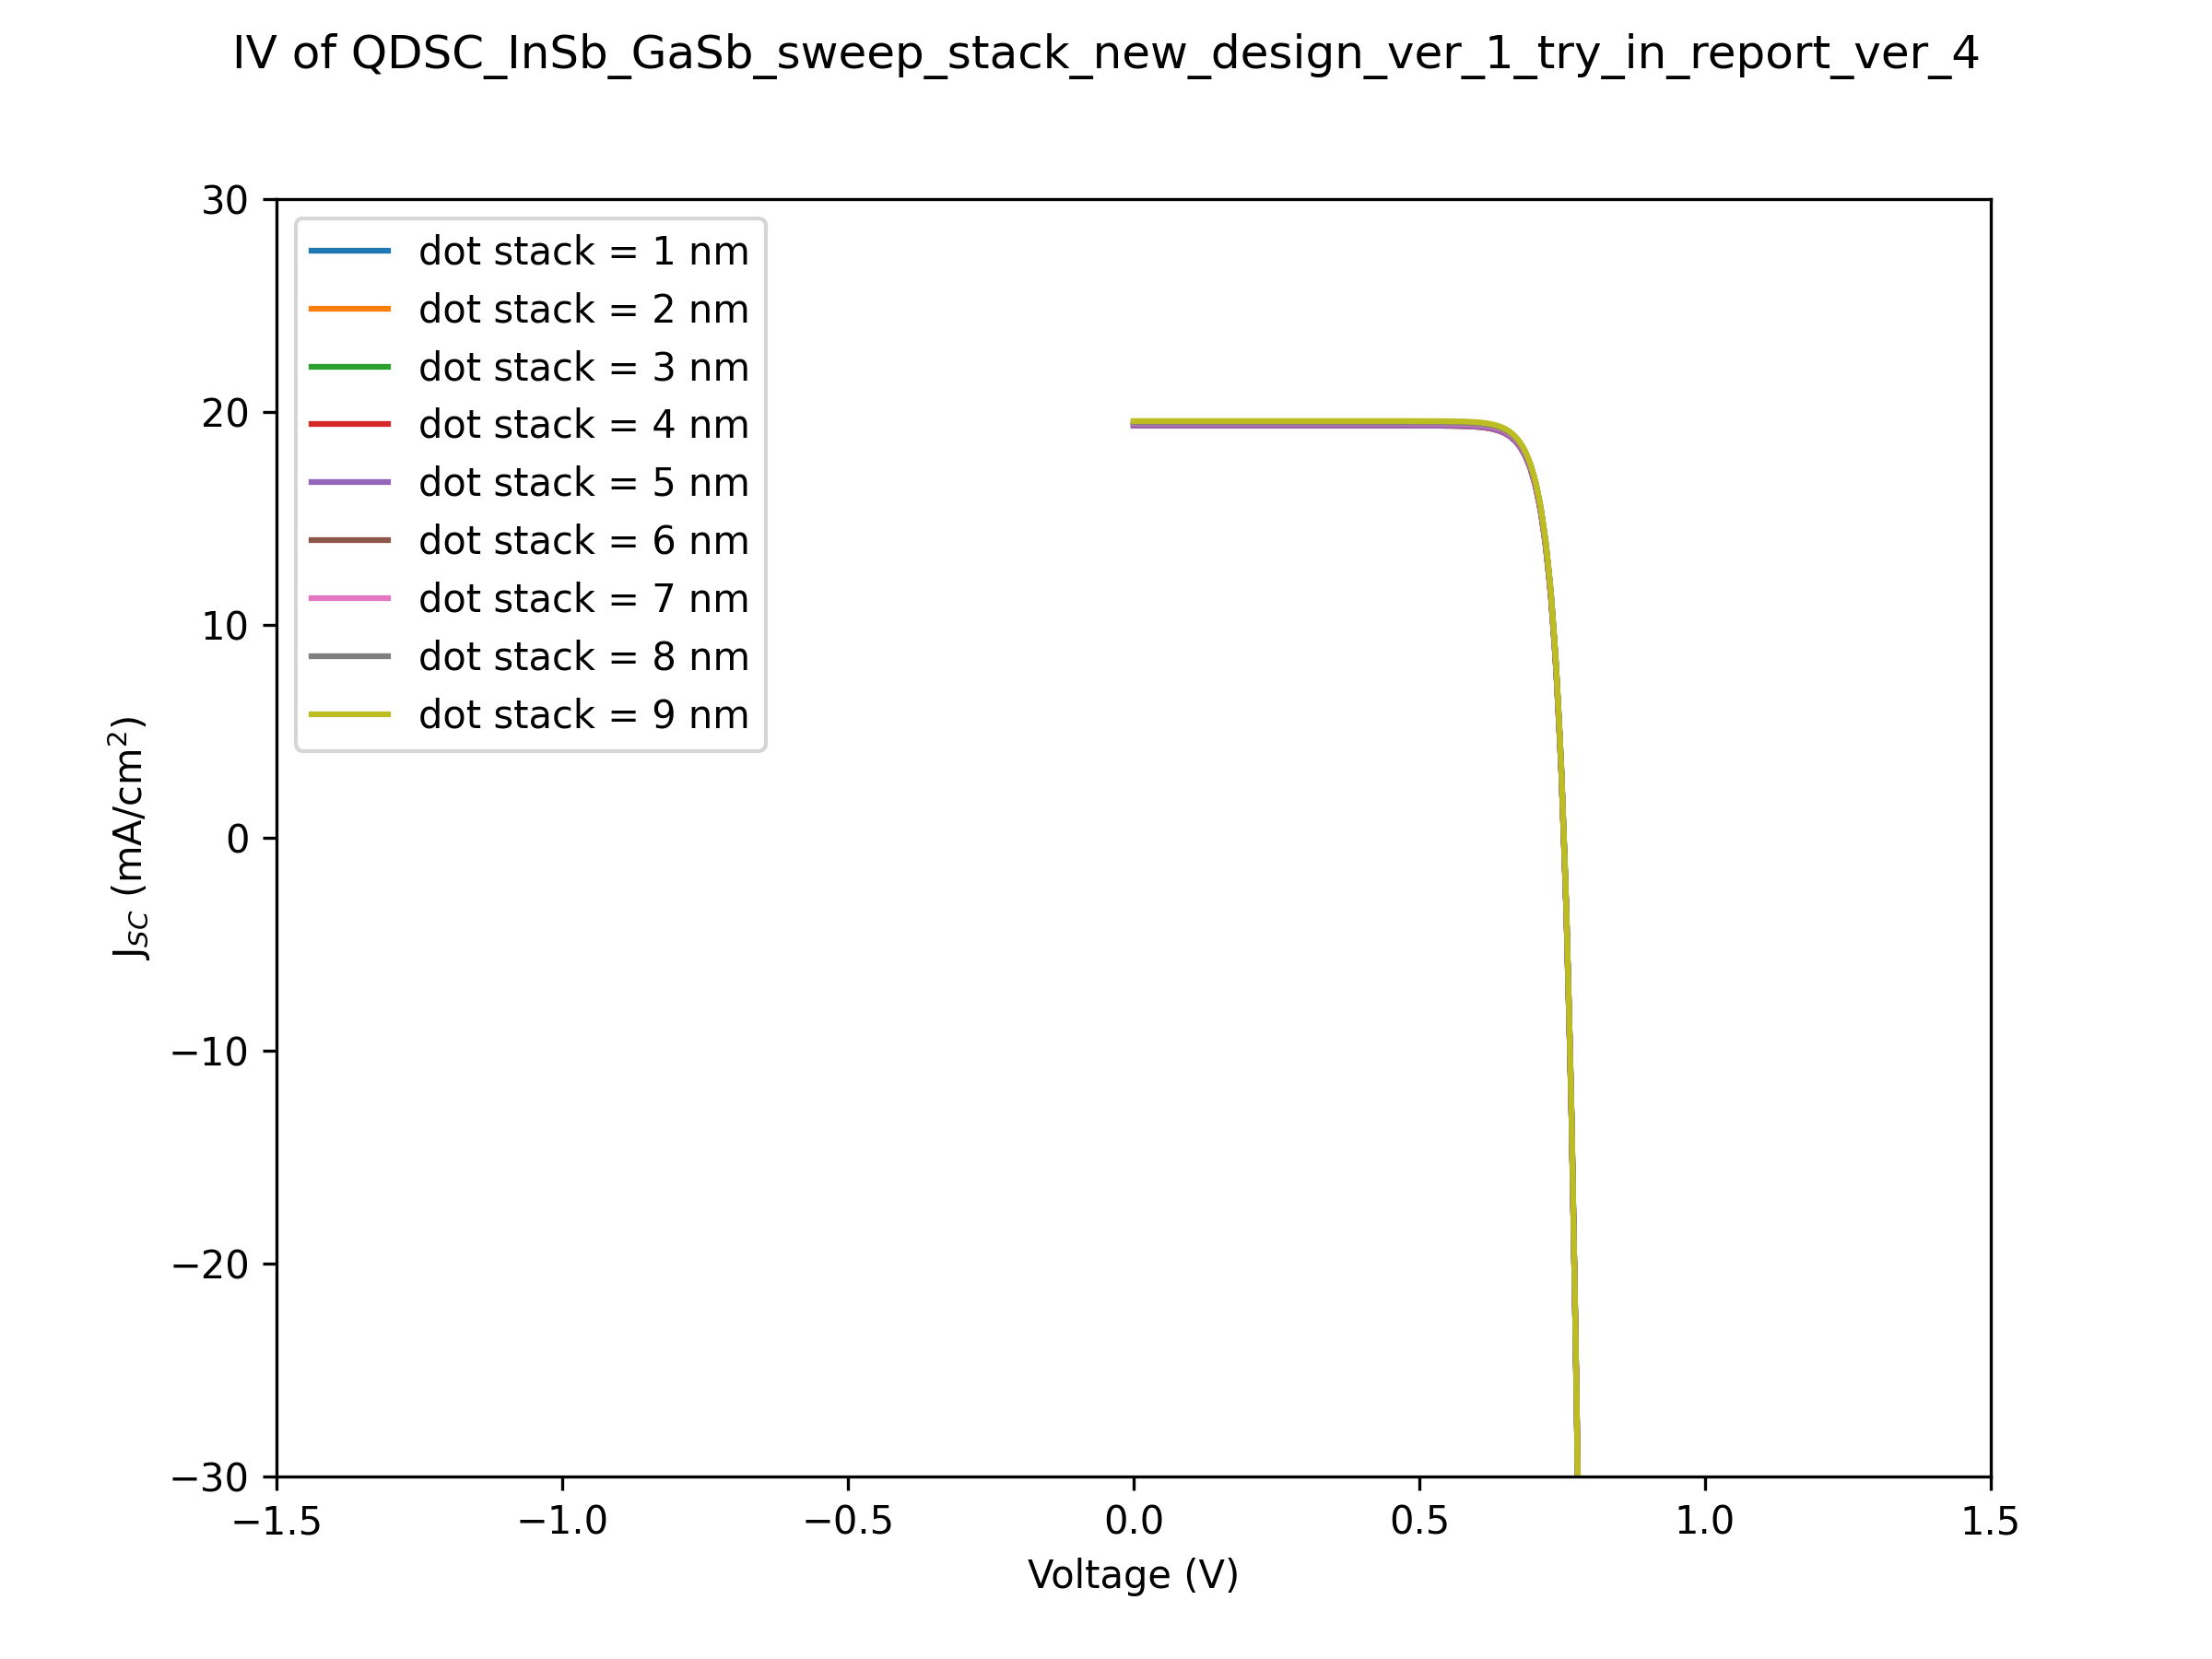 IV of QDSC_InSb_GaSb_sweep_stack_new_design_ver_1_try_in_report_ver_4
30
20
10
0
−10
−20
−30
J_SC (mA/cm²)
dot stack = 1 nm
dot stack = 2 nm
dot stack = 3 nm
dot stack = 4 nm
dot stack = 5 nm
dot stack = 6 nm
dot stack = 7 nm
dot stack = 8 nm
dot stack = 9 nm
−1.5 −1.0 −0.5 0.0 0.5 1.0 1.5
Voltage (V)